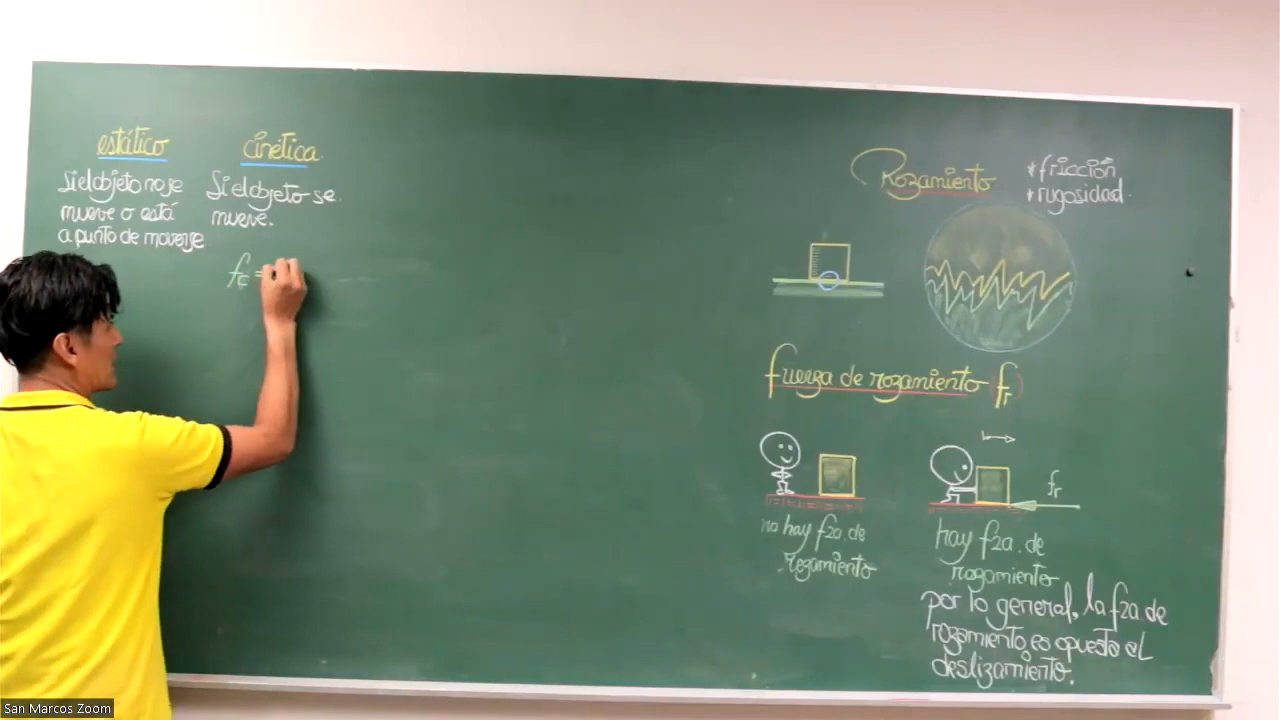 estático
Si el objeto no se
mueve o está
a punto de moverse
cinética
Si el objeto se
mueve.
fc =
Rozamiento
* fricción
* rugosidad
fuerza de rozamiento fr
no hay fza. de
rozamiento
fr
hay fza. de
rozamiento
por lo general, la fza de
rozamiento, es opuesta al
deslizamiento.
San Marcos Zoom